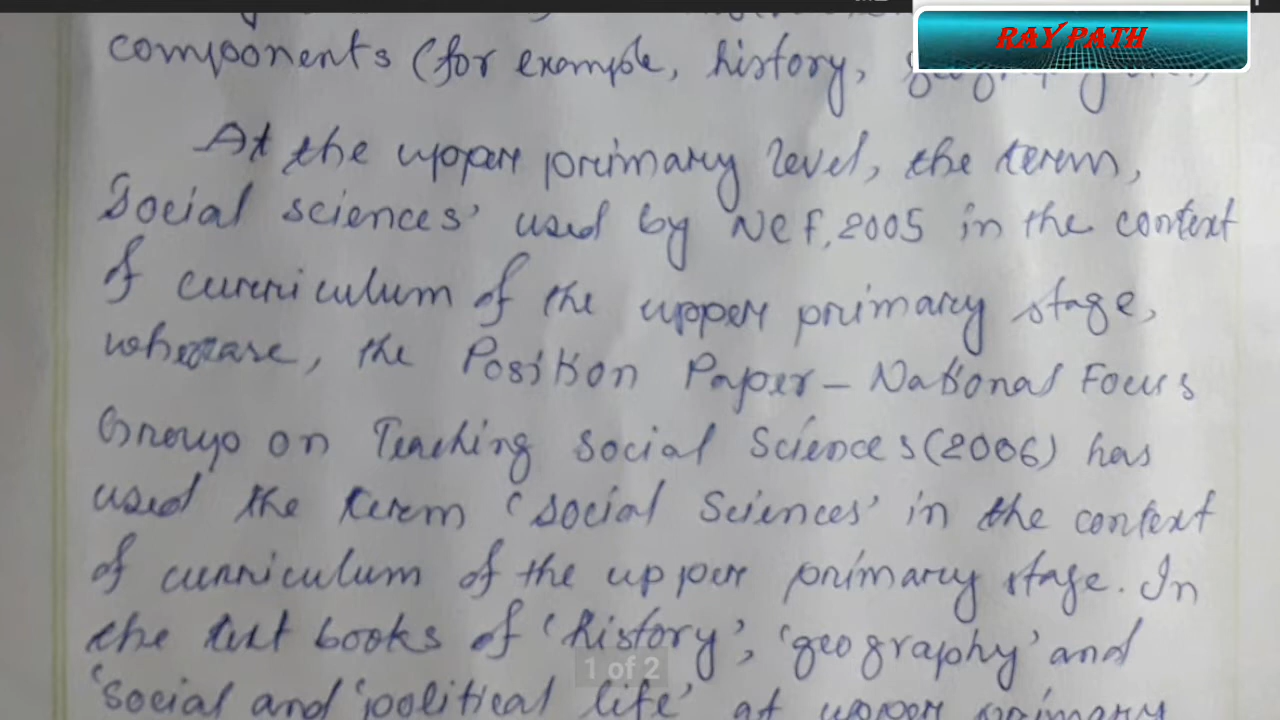 RAY PATH
components (for example, history,
At the upper primary level, the term,
Social sciences' used by NCF, 2005 in the context
of curriculum of the upper primary stage,
wherease, the Position Paper - National Focus
Group on Teaching Social Sciences (2006) has
used the term 'Social Sciences' in the context
of curriculum of the upper primary stage. In
the text books of 'history', 'geography' and
'social and 'political life' at upper primary
1 of 2